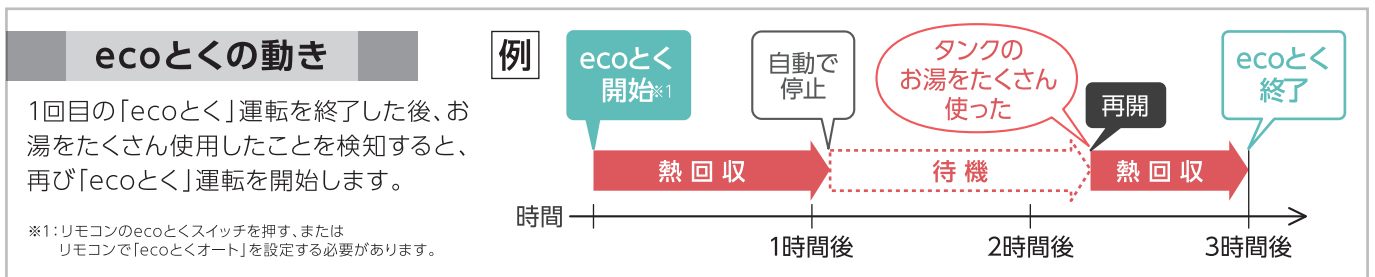 ecoとくの動き
1回目の「ecoとく」運転を終了した後、お
湯をたくさん使用したことを検知すると、
再び「ecoとく」運転を開始します。
※1：リモコンのecoとくスイッチを押す、または
リモコンで「ecoとくオート」を設定する必要があります。
例
ecoとく
開始※1
自動で
停止
タンクの
お湯をたくさん
使った
再開
ecoとく
終了
熱回収
待機
熱回収
時間
1時間後
2時間後
3時間後